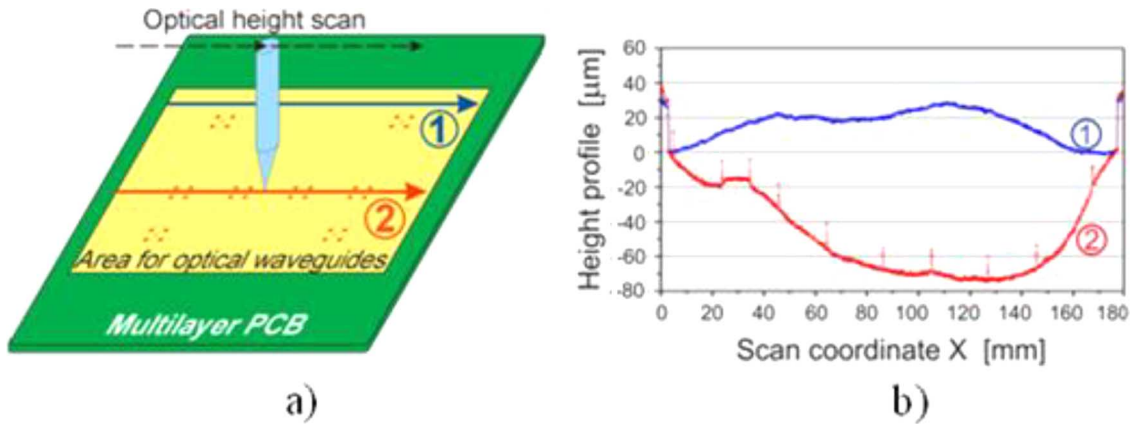 Optical height scan
①
②
Area for optical waveguides
Multilayer PCB
a)
Height profile [µm]
60
40
20
0
-20
-40
-60
-80
①
②
0 20 40 60 80 100 120 140 160 180
Scan coordinate X [mm]
b)